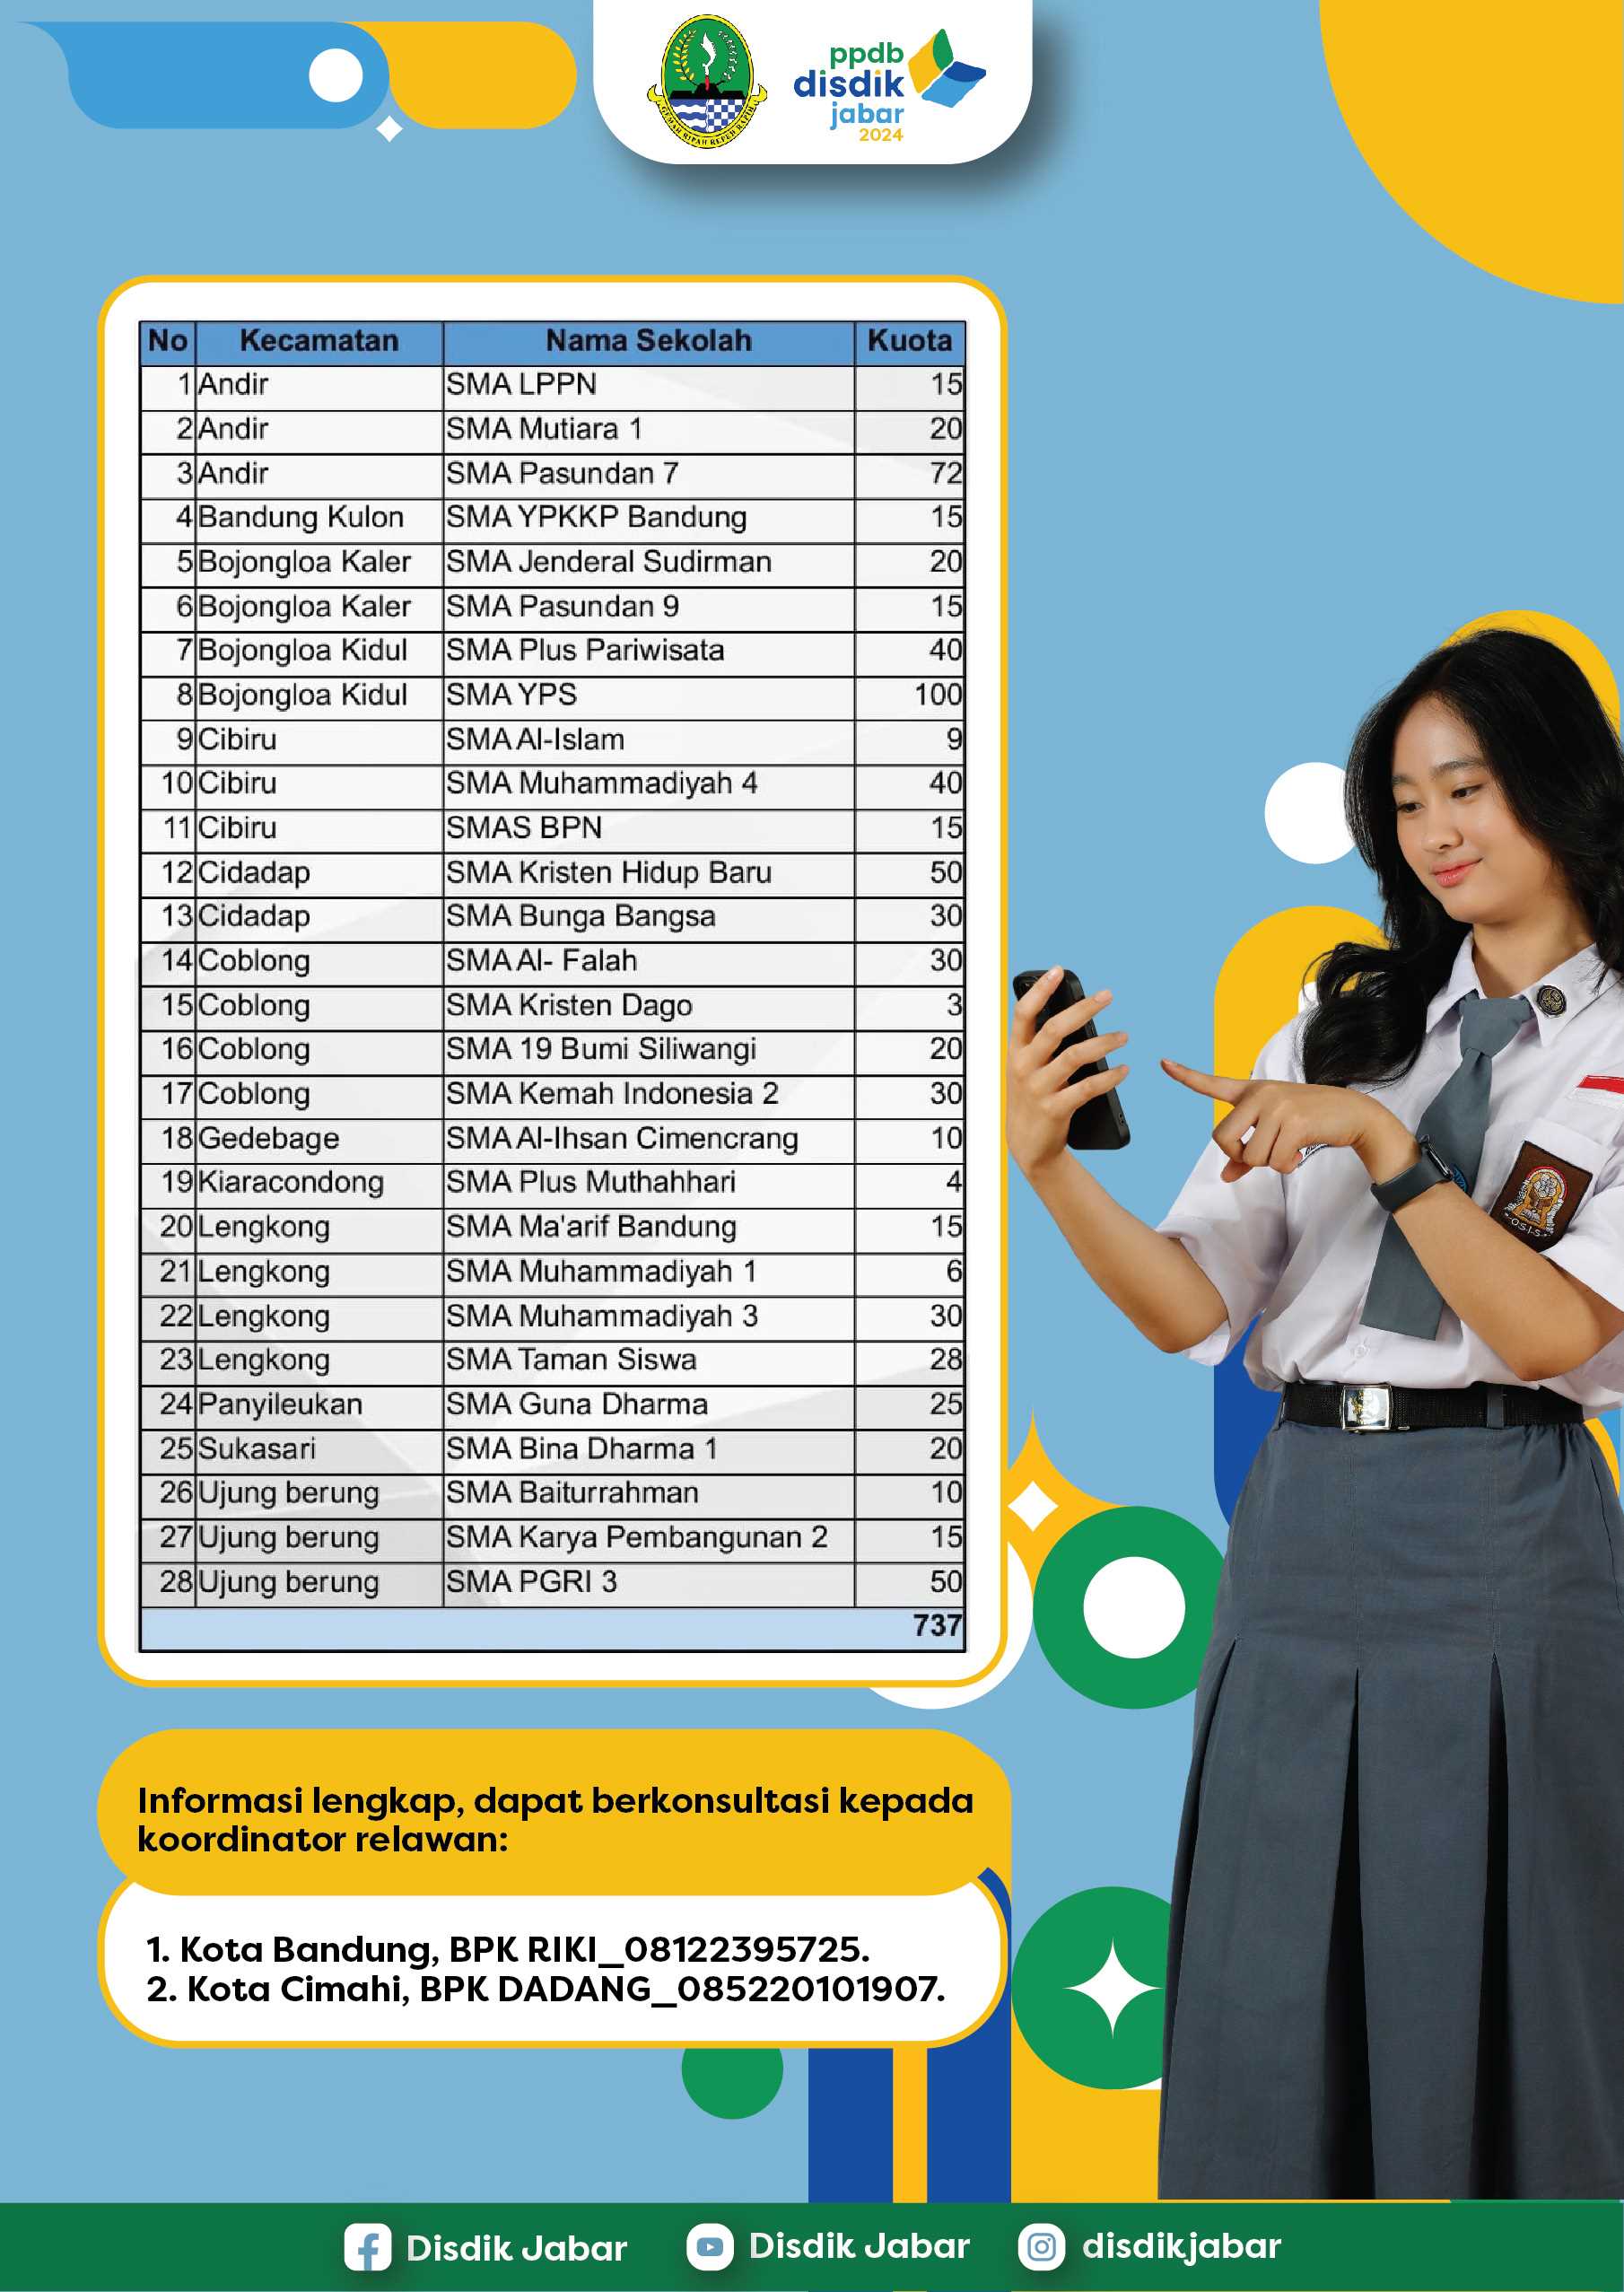 GEMAH RIPAH REPEH RAPIH
ppdb
disdik
jabar
2024
No Kecamatan Nama Sekolah Kuota
1 Andir SMA LPPN 15
2 Andir SMA Mutiara 1 20
3 Andir SMA Pasundan 7 72
4 Bandung Kulon SMA YPKKP Bandung 15
5 Bojongloa Kaler SMA Jenderal Sudirman 20
6 Bojongloa Kaler SMA Pasundan 9 15
7 Bojongloa Kidul SMA Plus Pariwisata 40
8 Bojongloa Kidul SMA YPS 100
9 Cibiru SMA Al-Islam 9
10 Cibiru SMA Muhammadiyah 4 40
11 Cibiru SMAS BPN 15
12 Cidadap SMA Kristen Hidup Baru 50
13 Cidadap SMA Bunga Bangsa 30
14 Coblong SMA Al- Falah 30
15 Coblong SMA Kristen Dago 3
16 Coblong SMA 19 Bumi Siliwangi 20
17 Coblong SMA Kemah Indonesia 2 30
18 Gedebage SMA Al-Ihsan Cimencrang 10
19 Kiaracondong SMA Plus Muthahhari 4
20 Lengkong SMA Ma'arif Bandung 15
21 Lengkong SMA Muhammadiyah 1 6
22 Lengkong SMA Muhammadiyah 3 30
23 Lengkong SMA Taman Siswa 28
24 Panyileukan SMA Guna Dharma 25
25 Sukasari SMA Bina Dharma 1 20
26 Ujung berung SMA Baiturrahman 10
27 Ujung berung SMA Karya Pembangunan 2 15
28 Ujung berung SMA PGRI 3 50
737
O.S.I.S
Informasi lengkap, dapat berkonsultasi kepada
koordinator relawan:
1. Kota Bandung, BPK RIKI_08122395725.
2. Kota Cimahi, BPK DADANG_085220101907.
Disdik Jabar Disdik Jabar disdikjabar